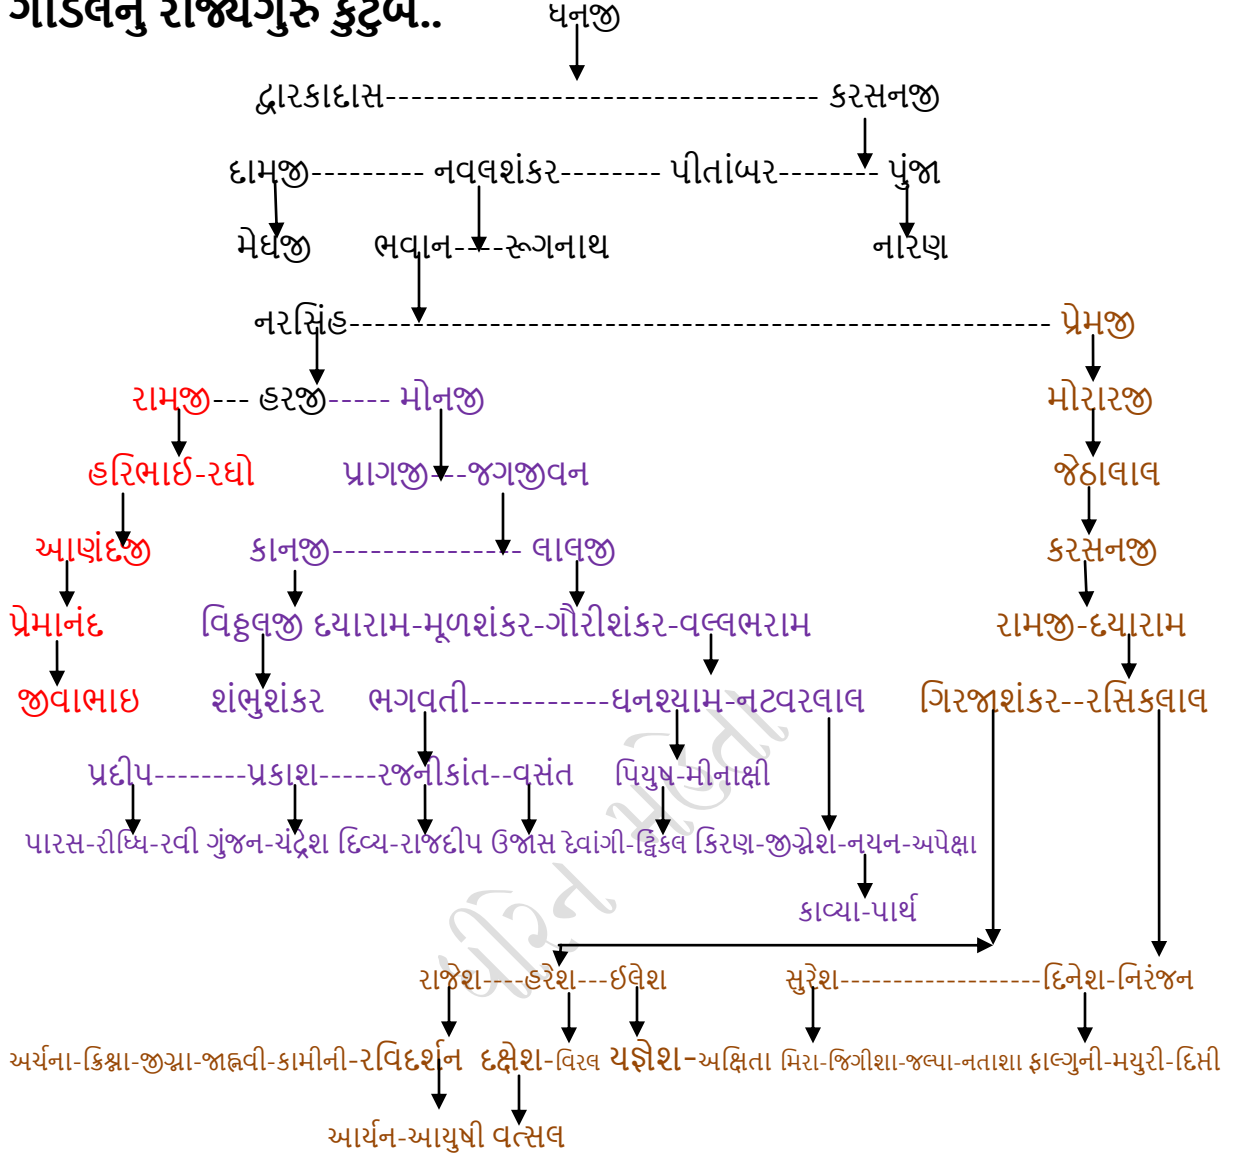 ગોંડલનું રાજ્યગુરુ કુટુંબ.. ધનજી
દ્વારકાદાસ---------------------------------- કરસનજી
દામજી--------- નવલશંકર-------- પીતાંબર-------- પુંજા
મેઘજી ભવાન----રૂગનાથ નારણ
નરસિંહ------------------------------------------------------- પ્રેમજી
રામજી--- હરજી----- મોનજી મોરારજી
હરિભાઈ-રઘો પ્રાગજી---જગજીવન જેઠાલાલ
આણંદજી કાનજી--------------- લાલજી કરસનજી
પ્રેમાનંદ વિઠ્ઠલજી દયારામ-મૂળશંકર-ગૌરીશંકર-વલ્લભરામ રામજી-દયારામ
જીવાભાઇ શંભુશંકર ભગવતી-----------ધનશ્યામ-નટવરલાલ ગિરજાશંકર--રસિકલાલ
પ્રદીપ--------પ્રકાશ-----રજનીકાંત--વસંત પિયુષ-મીનાક્ષી
પારસ-રીધ્ધિ-રવી ગુંજન-ચંદ્રેશ દિવ્ય-રાજદીપ ઉજાસ દેવાંગી-ટ્વિંકલ કિરણ-જીગ્નેશ-નયન-અપેક્ષા
કાવ્યા-પાર્થ
રાજેશ----હરેશ---ઈલેશ સુરેશ------------------દિનેશ-નિરંજન
અર્ચના-ક્રિશ્ના-જીગ્ના-જાહ્નવી-કામીની-રવિદર્શન દક્ષેશ-વિરલ યજ્ઞેશ-અક્ષિતા મિરા-જિગીશા-જલ્પા-નતાશા ફાલ્ગુની-મયુરી-દિપ્તી
આર્યન-આયુષી વત્સલ